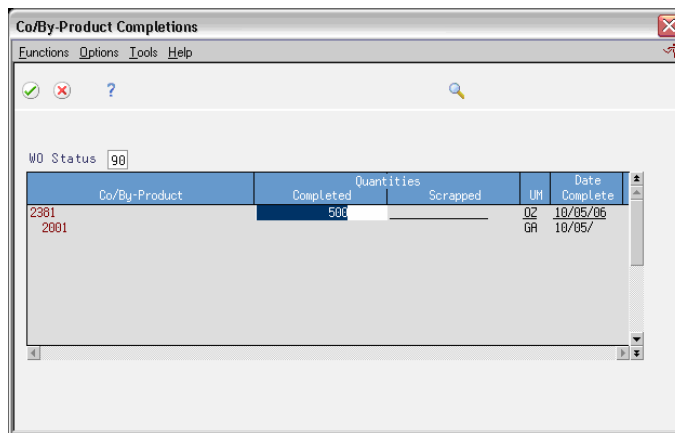 Co/By-Product Completions
Functions Options Tools Help
?
WO Status 90
Quantities Date
Co/By-Product Completed Scrapped UM Complete
2381 500 OZ 10/05/06
2001 GA 10/05/